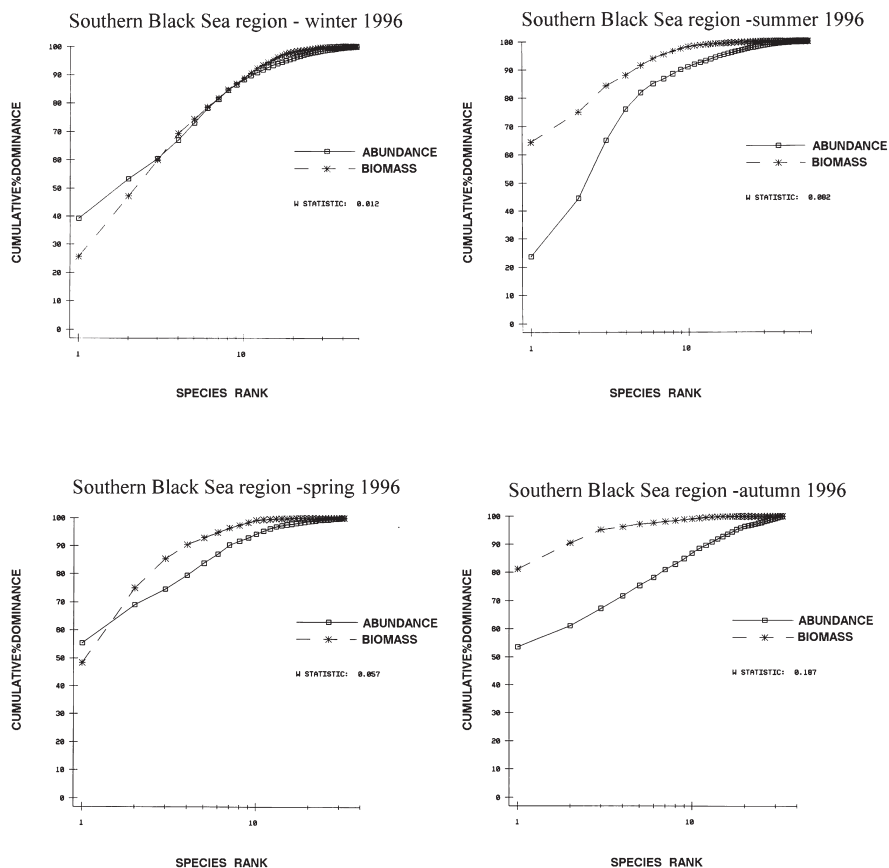 Southern Black Sea region - winter 1996
CUMULATIVE%DOMINANCE
100
90
80
70
60
50
40
30
20
10
0
ABUNDANCE
BIOMASS
W STATISTIC: 0.012
1
10
SPECIES RANK
Southern Black Sea region -summer 1996
CUMULATIVE%DOMINANCE
100
90
80
70
60
50
40
30
20
10
0
ABUNDANCE
BIOMASS
W STATISTIC: 0.082
1
10
SPECIES RANK
Southern Black Sea region -spring 1996
CUMULATIVE%DOMINANCE
100
90
80
70
60
50
40
30
20
10
0
ABUNDANCE
BIOMASS
W STATISTIC: 0.057
1
10
SPECIES RANK
Southern Black Sea region -autumn 1996
CUMULATIVE%DOMINANCE
100
90
80
70
60
50
40
30
20
10
0
ABUNDANCE
BIOMASS
W STATISTIC: 0.187
1
10
SPECIES RANK